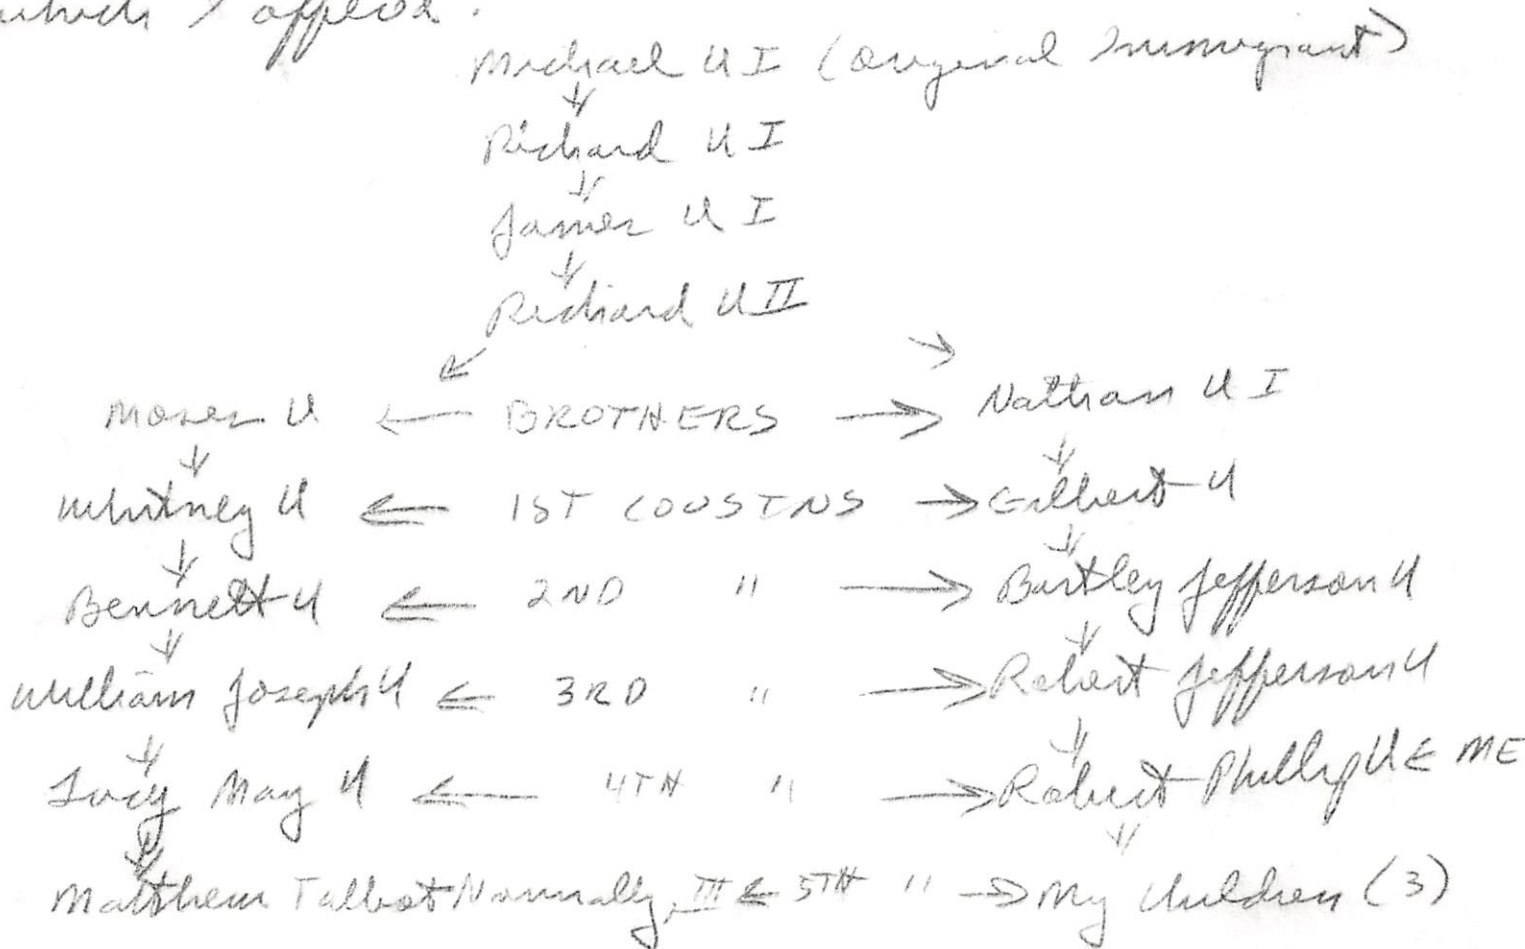 which I
Michael U I (Original Immigrant)
Richard U I
James U I
Richard U II
Moses U BROTHERS Nathan U I
Whitney U 1ST COUSINS Gilbert U
Bennett U 2ND " Bartley Jefferson U
William Joseph U 3RD " Robert Jefferson U
Lucy May U 4TH " Robert Phillip U ME
Matthew Talbot Nunnally, III 5TH " My Children (3)